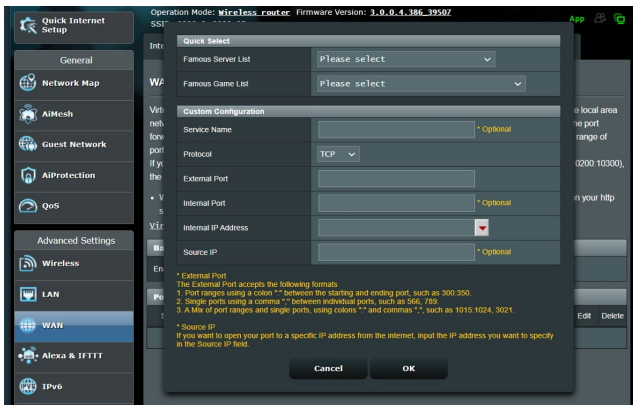 Operation Mode: Wireless router Firmware Version: 3.0.0.4.386_39507
App
Quick Internet
Setup
General
Network Map
AiMesh
Guest Network
AiProtection
QoS
Advanced Settings
Wireless
LAN
WAN
Alexa & IFTTT
IPv6
Quick Select
Famous Server List
Please select
Famous Game List
Please select
Custom Configuration
Service Name
* Optional
Protocol
TCP
External Port
Internal Port
* Optional
Internal IP Address
Source IP
* Optional
* External Port
The External Port accepts the following formats
1. Port ranges using a colon ":" between the starting and ending port, such as 300:350.
2. Single ports using a comma "," between individual ports, such as 566, 789.
3. A Mix of port ranges and single ports, using colons ":" and commas ",", such as 1015:1024, 3021.
* Source IP
If you want to open your port to a specific IP address from the internet, input the IP address you want to specify
in the Source IP field.
Cancel
OK
e local area
range of
0200:10300),
Edit
Delete